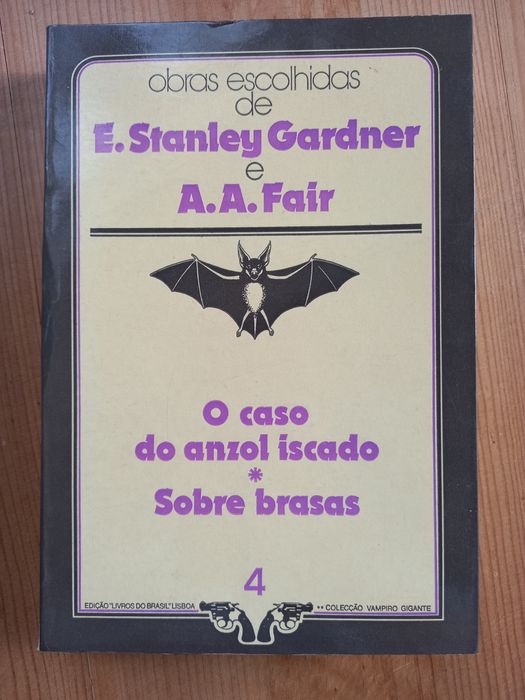 obras escolhidas
de
E. Stanley Gardner
e
A. A. Fair
O caso
do anzol iscado
*
Sobre brasas
4
EDIÇÃO "LIVROS DO BRASIL" LISBOA
** COLECÇÃO VAMPIRO GIGANTE